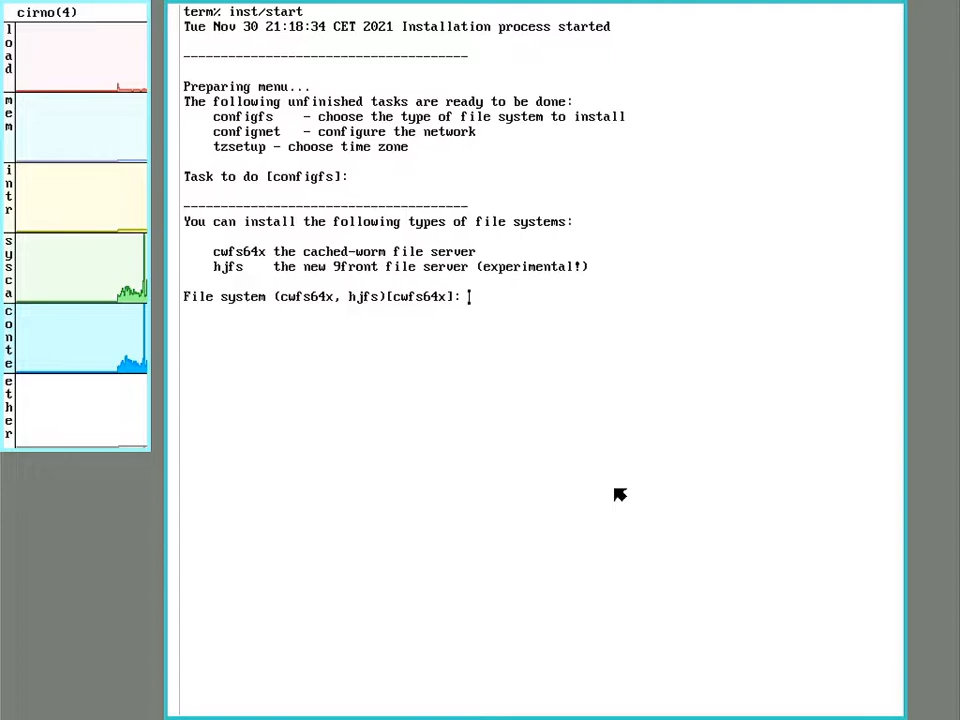 cirno(4)
load
mem
intr
sysca
conte
ether
term% inst/start
Tue Nov 30 21:18:34 CET 2021 Installation process started
--------------------------------------
Preparing menu...
The following unfinished tasks are ready to be done:
configfs - choose the type of file system to install
confignet - configure the network
tzsetup - choose time zone
Task to do [configfs]:
--------------------------------------
You can install the following types of file systems:
cwfs64x the cached-worm file server
hjfs the new 9front file server (experimental!)
File system (cwfs64x, hjfs)[cwfs64x]: